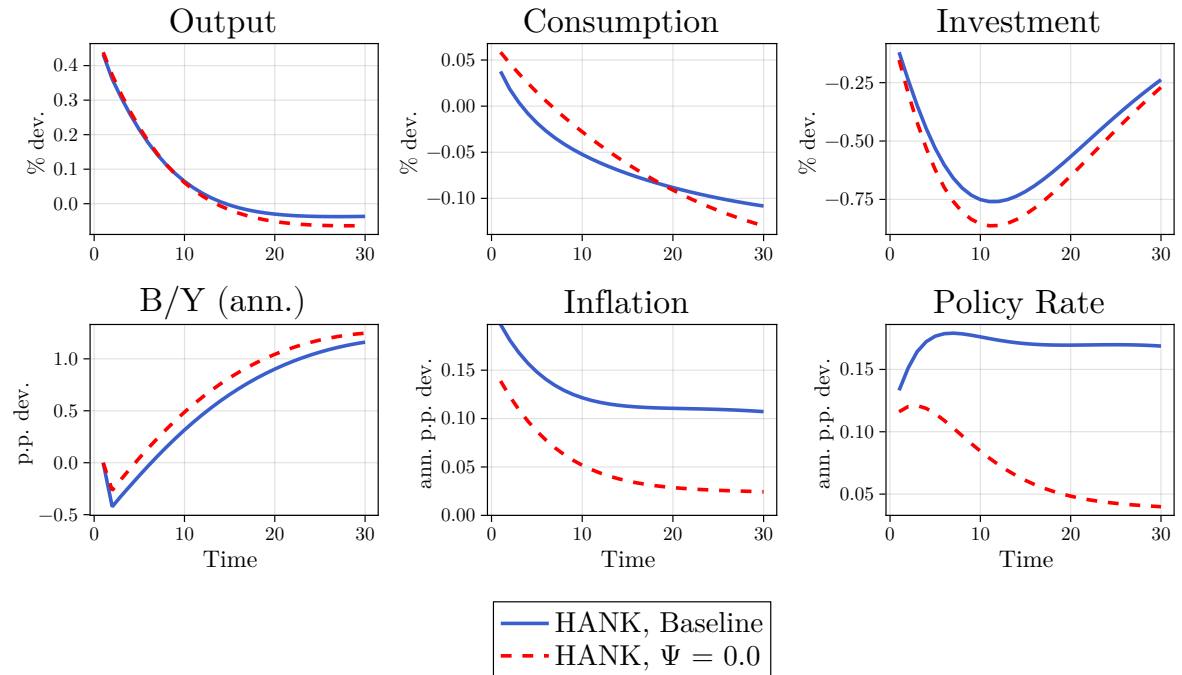 Output
% dev.
0.4
0.3
0.2
0.1
0.0
0
10
20
30
Consumption
% dev.
0.05
0.00
−0.05
−0.10
0
10
20
30
Investment
% dev.
−0.25
−0.50
−0.75
0
10
20
30
B/Y (ann.)
p.p. dev.
1.0
0.5
0.0
−0.5
0
10
20
30
Time
Inflation
ann. p.p. dev.
0.15
0.10
0.05
0.00
0
10
20
30
Time
Policy Rate
ann. p.p. dev.
0.15
0.10
0.05
0
10
20
30
Time
HANK, Baseline
HANK, Ψ = 0.0